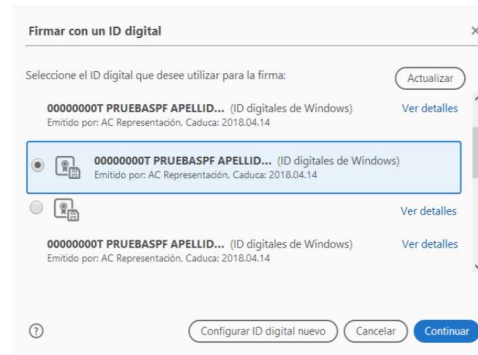 Firmar con un ID digital
Seleccione el ID digital que desee utilizar para la firma:
Actualizar
00000000T PRUEBASPF APELLID... (ID digitales de Windows) Ver detalles
Emitido por: AC Representación, Caduca: 2018.04.14
00000000T PRUEBASPF APELLID... (ID digitales de Windows)
Emitido por: AC Representación, Caduca: 2018.04.14
Ver detalles
00000000T PRUEBASPF APELLID... (ID digitales de Windows) Ver detalles
Emitido por: AC Representación, Caduca: 2018.04.14
? Configurar ID digital nuevo Cancelar Continuar